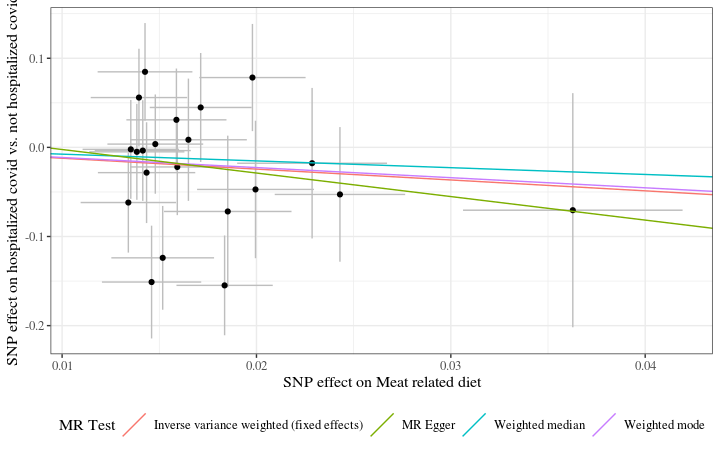 SNP effect on hospitalized covid vs. not hospitalized covid
0.1
0.0
-0.1
-0.2
0.01
0.02
0.03
0.04
SNP effect on Meat related diet
MR Test
Inverse variance weighted (fixed effects)
MR Egger
Weighted median
Weighted mode